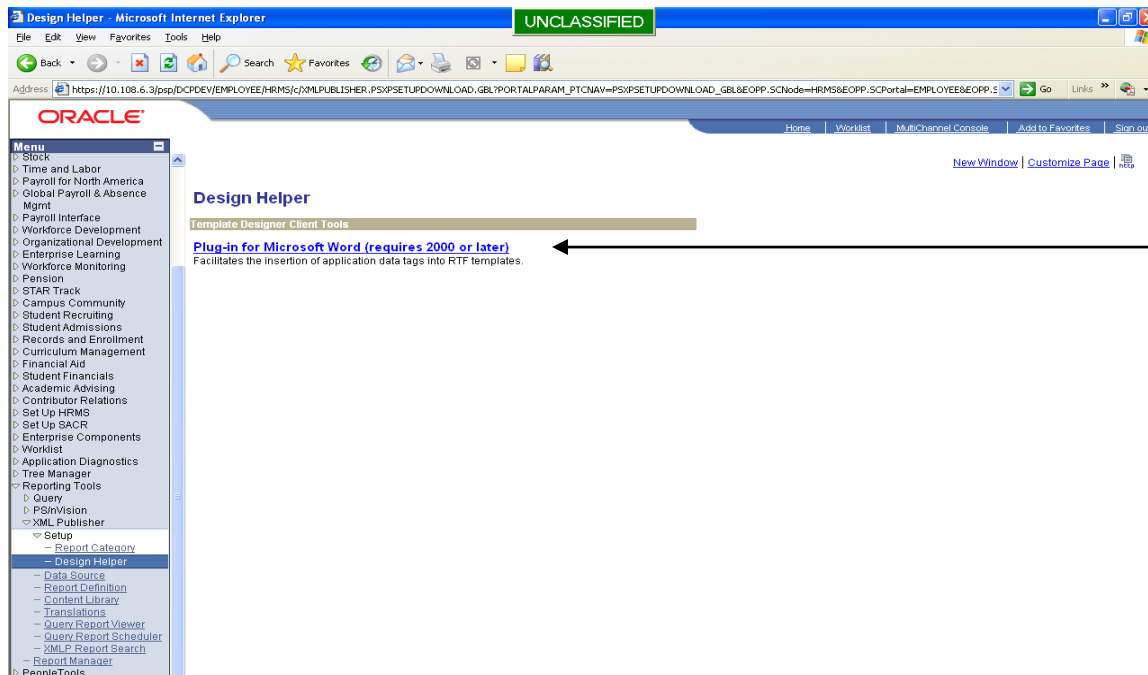 Design Helper - Microsoft Internet Explorer
UNCLASSIFIED
File Edit View Favorites Tools Help
Back Search Favorites
Address https://10.108.6.3/psp/DCPDEV/EMPLOYEE/HRMS/c/XMLPUBLISHER.PSXPSETUPDOWNLOAD.GBL?PORTALPARAM_PTCNAV=PSXPSETUPDOWNLOAD_GBL&EOPP.SCNode=HRMS&EOPP.SCPortal=EMPLOYEE&EOPP.S Go Links »
ORACLE
Home Worklist MultiChannel Console Add to Favorites Sign out
Menu
New Window | Customize Page | http
Stock
Time and Labor
Payroll for North America
Global Payroll & Absence
Mgmt
Payroll Interface
Workforce Development
Organizational Development
Enterprise Learning
Workforce Monitoring
Pension
STAR Track
Campus Community
Student Recruiting
Student Admissions
Records and Enrollment
Curriculum Management
Financial Aid
Student Financials
Academic Advising
Contributor Relations
Set Up HRMS
Set Up SACR
Enterprise Components
Worklist
Application Diagnostics
Tree Manager
Reporting Tools
Query
PS/nVision
XML Publisher
Setup
– Report Category
– Design Helper
– Data Source
– Report Definition
– Content Library
– Translations
– Query Report Viewer
– Query Report Scheduler
– XMLP Report Search
– Report Manager
PeopleTools
Design Helper
Template Designer Client Tools
Plug-in for Microsoft Word (requires 2000 or later)
Facilitates the insertion of application data tags into RTF templates.